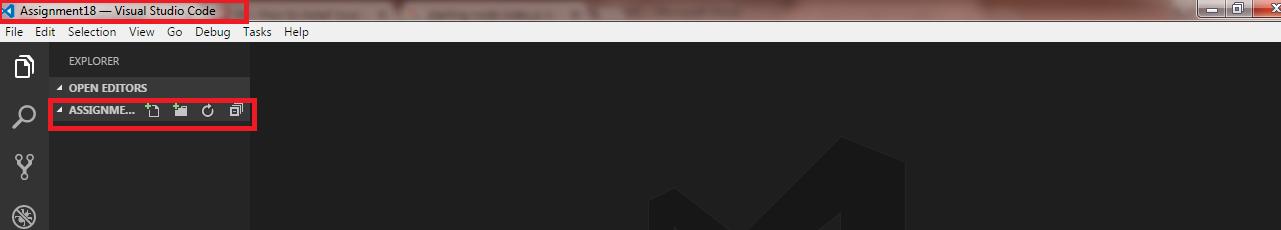 Assignment18 — Visual Studio Code
File Edit Selection View Go Debug Tasks Help
EXPLORER
OPEN EDITORS
ASSIGNME...